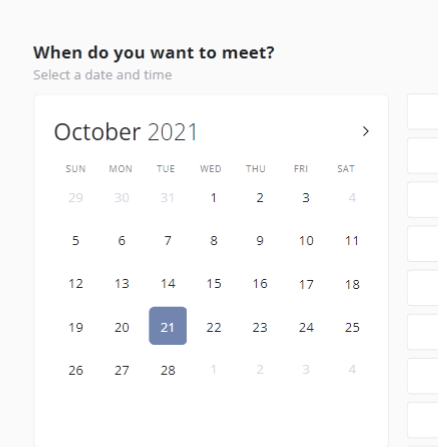 When do you want to meet?
Select a date and time
October 2021
SUN MON TUE WED THU FRI SAT
29 30 31 1 2 3 4
5 6 7 8 9 10 11
12 13 14 15 16 17 18
19 20 21 22 23 24 25
26 27 28 1 2 3 4